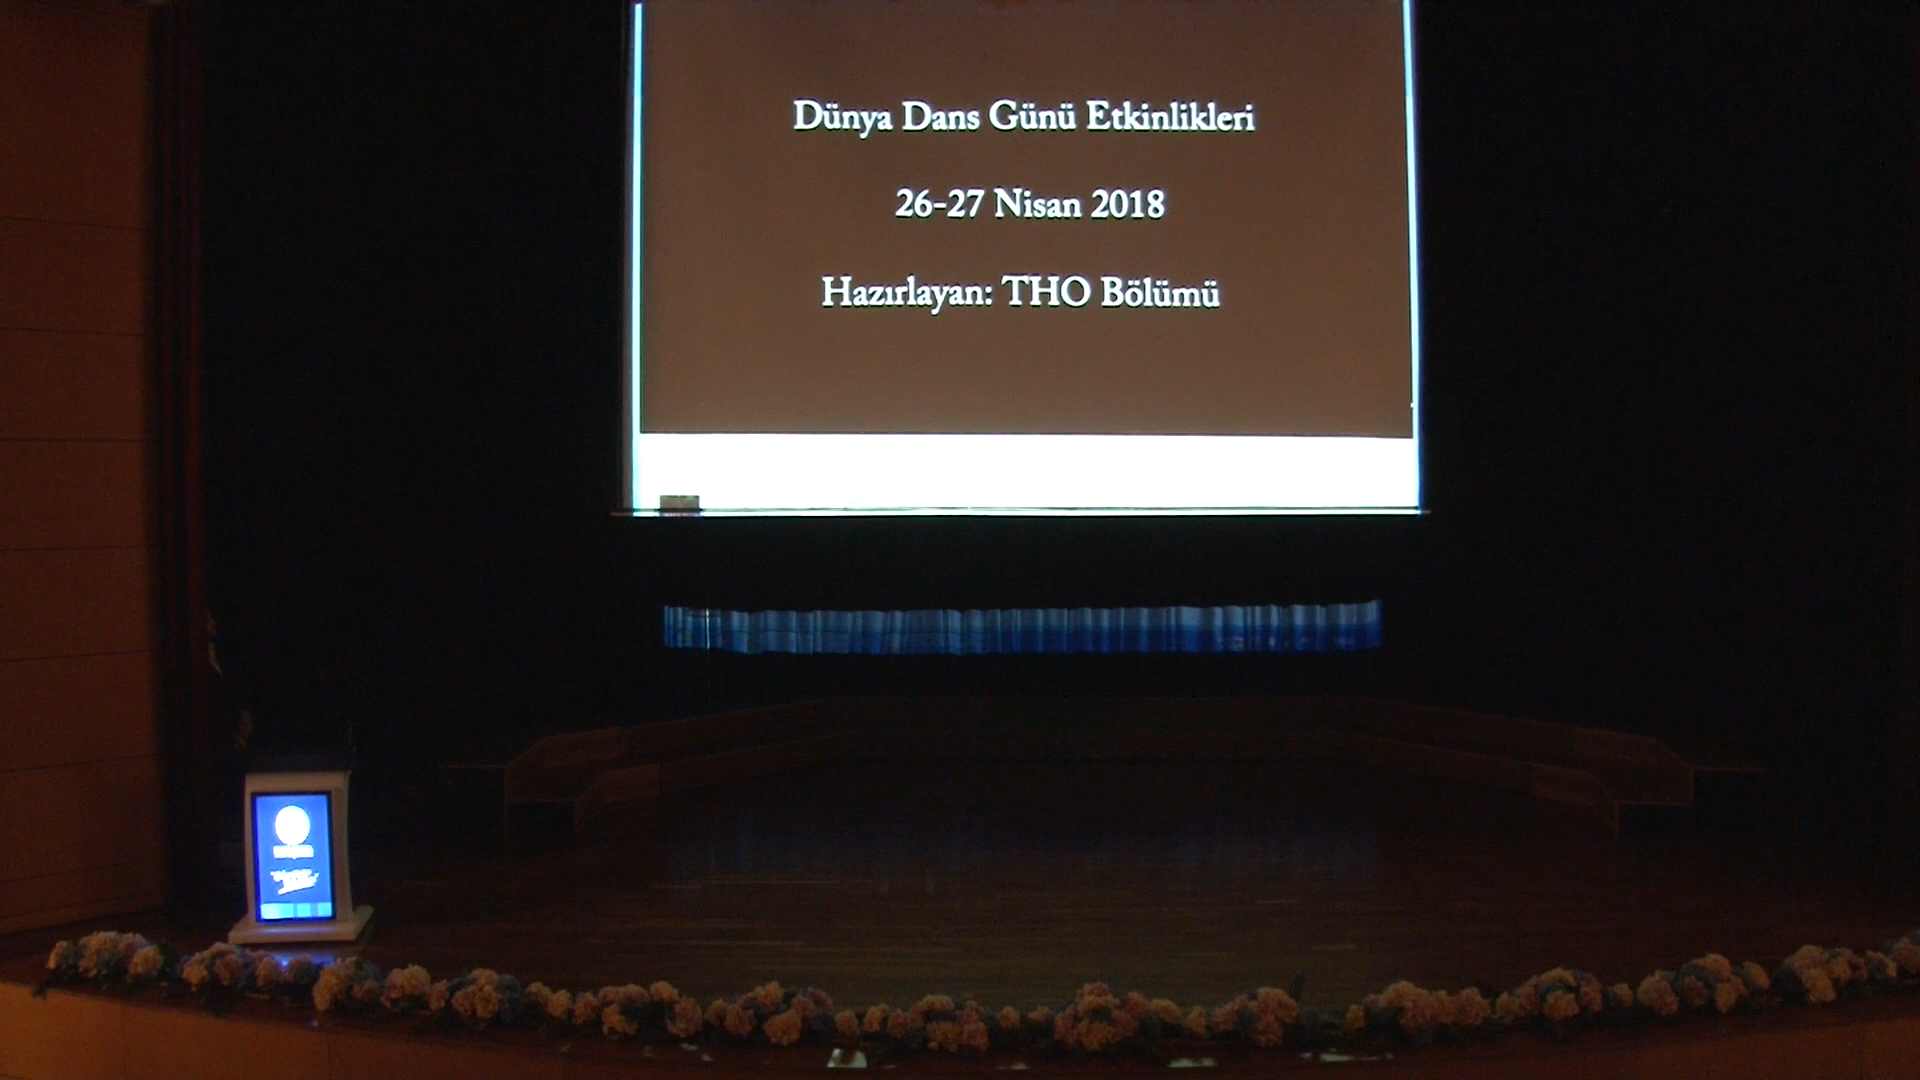 Dünya Dans Günü Etkinlikleri
26-27 Nisan 2018
Hazırlayan: THO Bölümü